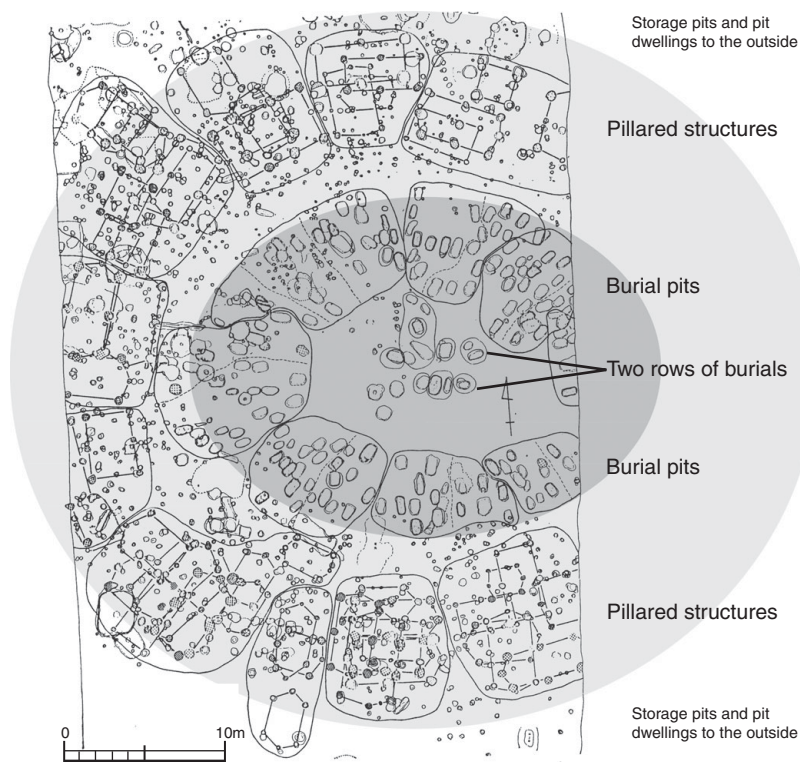 Storage pits and pit
dwellings to the outside
Pillared structures
Burial pits
Two rows of burials
Burial pits
Pillared structures
Storage pits and pit
dwellings to the outside
0 10m